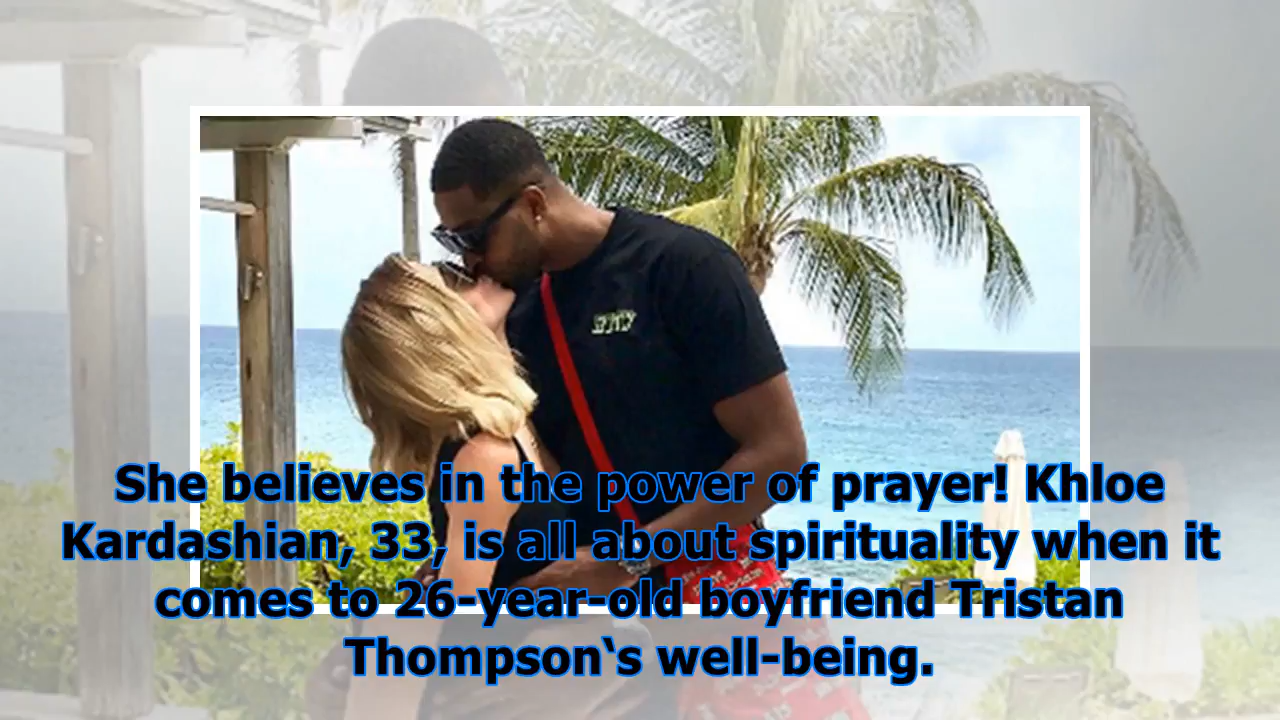 She believes in the power of prayer! Khloe
Kardashian, 33, is all about spirituality when it
comes to 26-year-old boyfriend Tristan
Thompson‛s well-being.